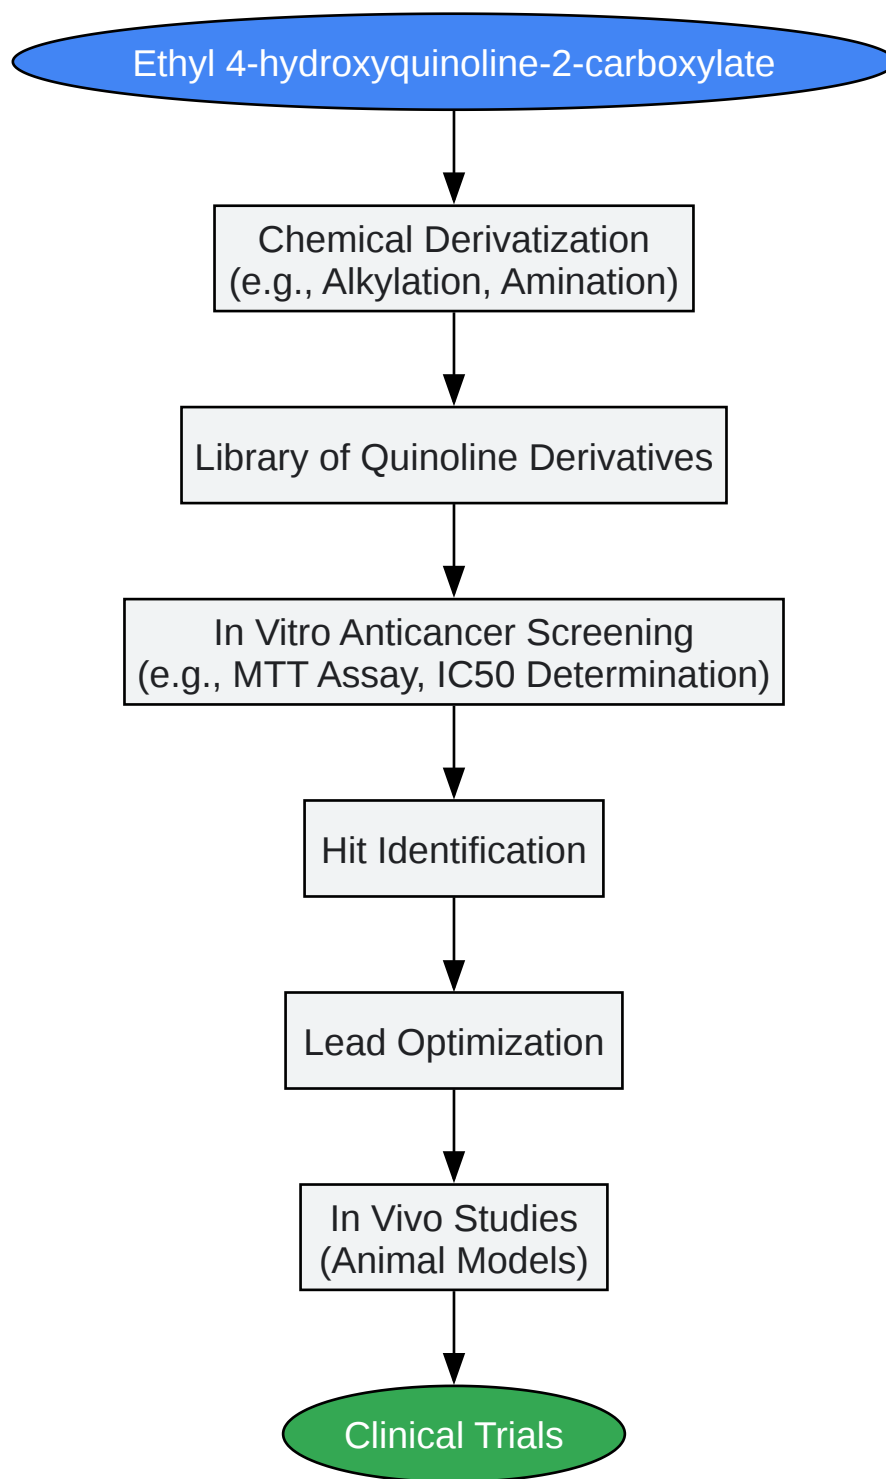 Ethyl 4-hydroxyquinoline-2-carboxylate
Chemical Derivatization
(e.g., Alkylation, Amination)
Library of Quinoline Derivatives
In Vitro Anticancer Screening
(e.g., MTT Assay, IC50 Determination)
Hit Identification
Lead Optimization
In Vivo Studies
(Animal Models)
Clinical Trials